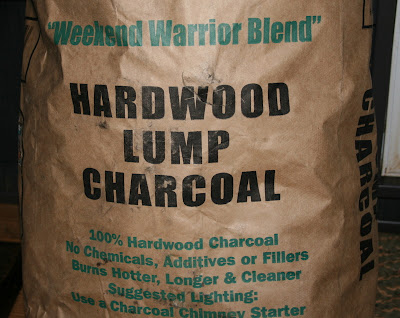 "Weekend Warrior Blend"
HARDWOOD
LUMP
CHARCOAL
100% Hardwood Charcoal
No Chemicals, Additives or Fillers
Burns Hotter, Longer & Cleaner
Suggested Lighting:
Use a Charcoal Chimney Starter
CHARCOAL